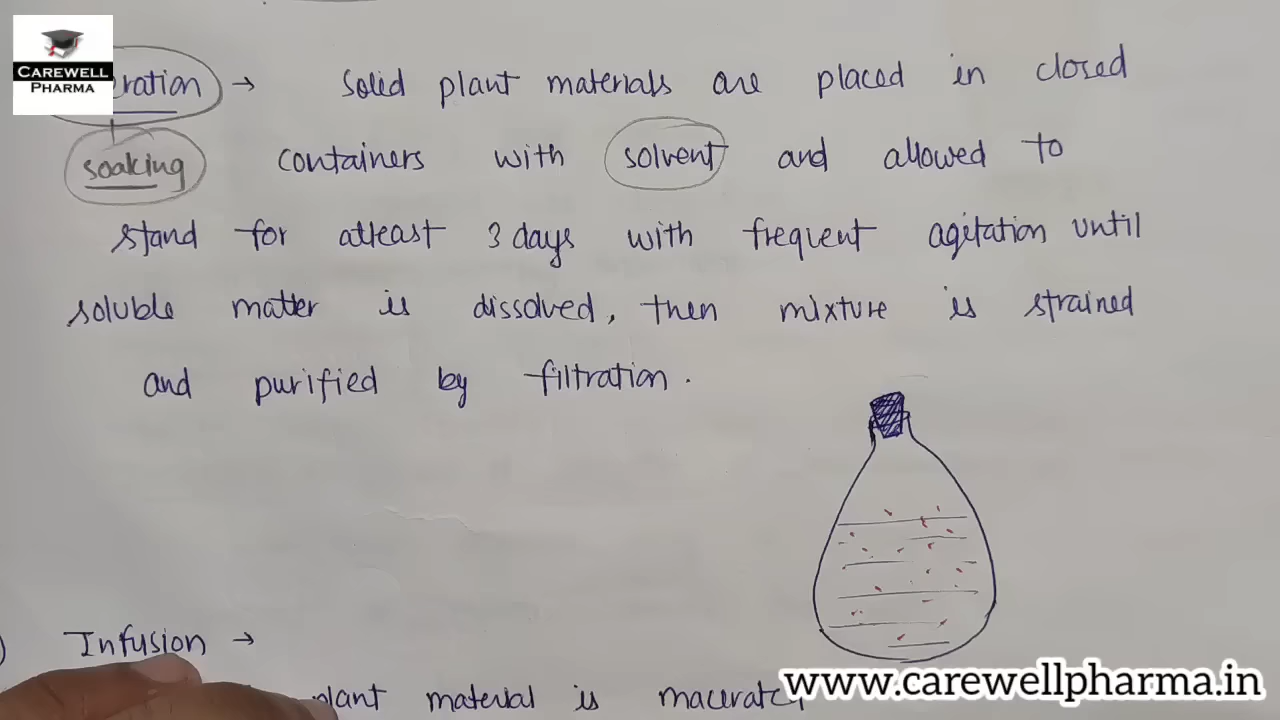 CAREWELL
PHARMA
eration → Solid plant materials are placed in closed
soaking containers with solvent and allowed to
stand for atleast 3 days with frequent agitation until
soluble matter is dissolved, then mixture is strained
and purified by filtration.
) Infusion →
plant material is macerated
www.carewellpharma.in